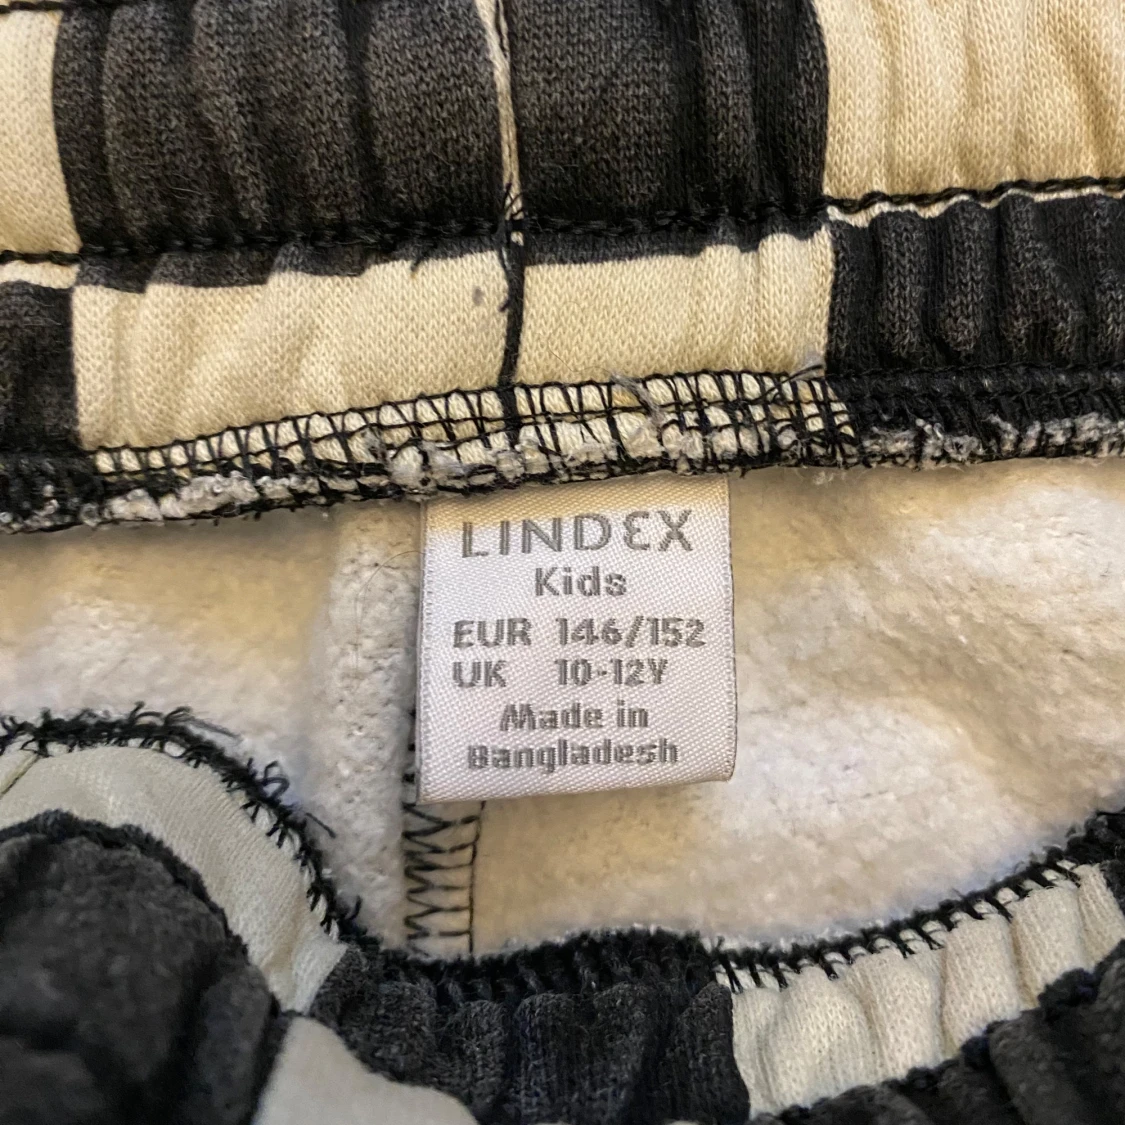 LINDEX
Kids
EUR 146/152
UK 10-12Y
Made in
Bangladesh